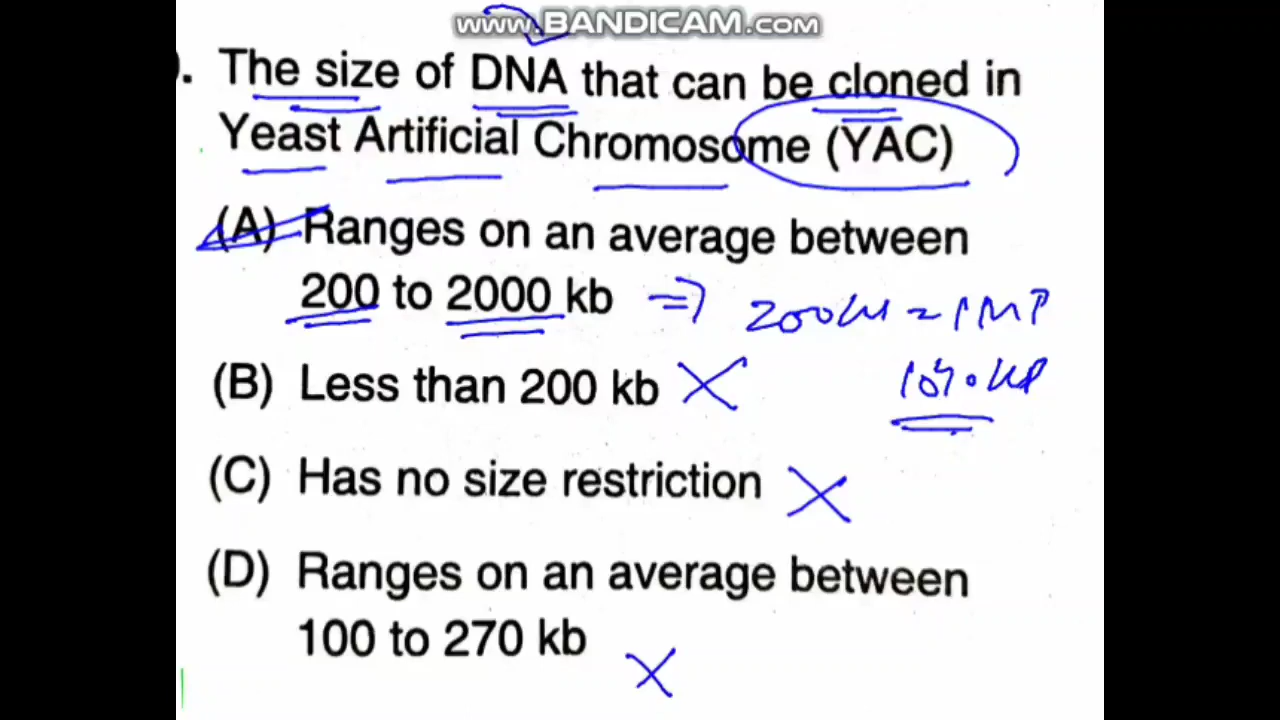 www.BANDICAM.com
. The size of DNA that can be cloned in
Yeast Artificial Chromosome (YAC)
(A) Ranges on an average between
200 to 2000 kb ⇒
(B) Less than 200 kb
(C) Has no size restriction
(D) Ranges on an average between
100 to 270 kb